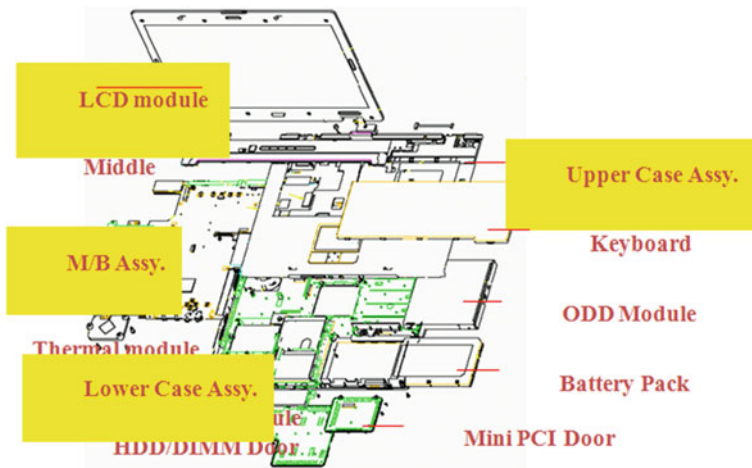 LCD module
Middle
Upper Case Assy.
Keyboard
M/B Assy.
ODD Module
Thermal module
Lower Case Assy.
Battery Pack
HDD/DIMM Door
Mini PCI Door